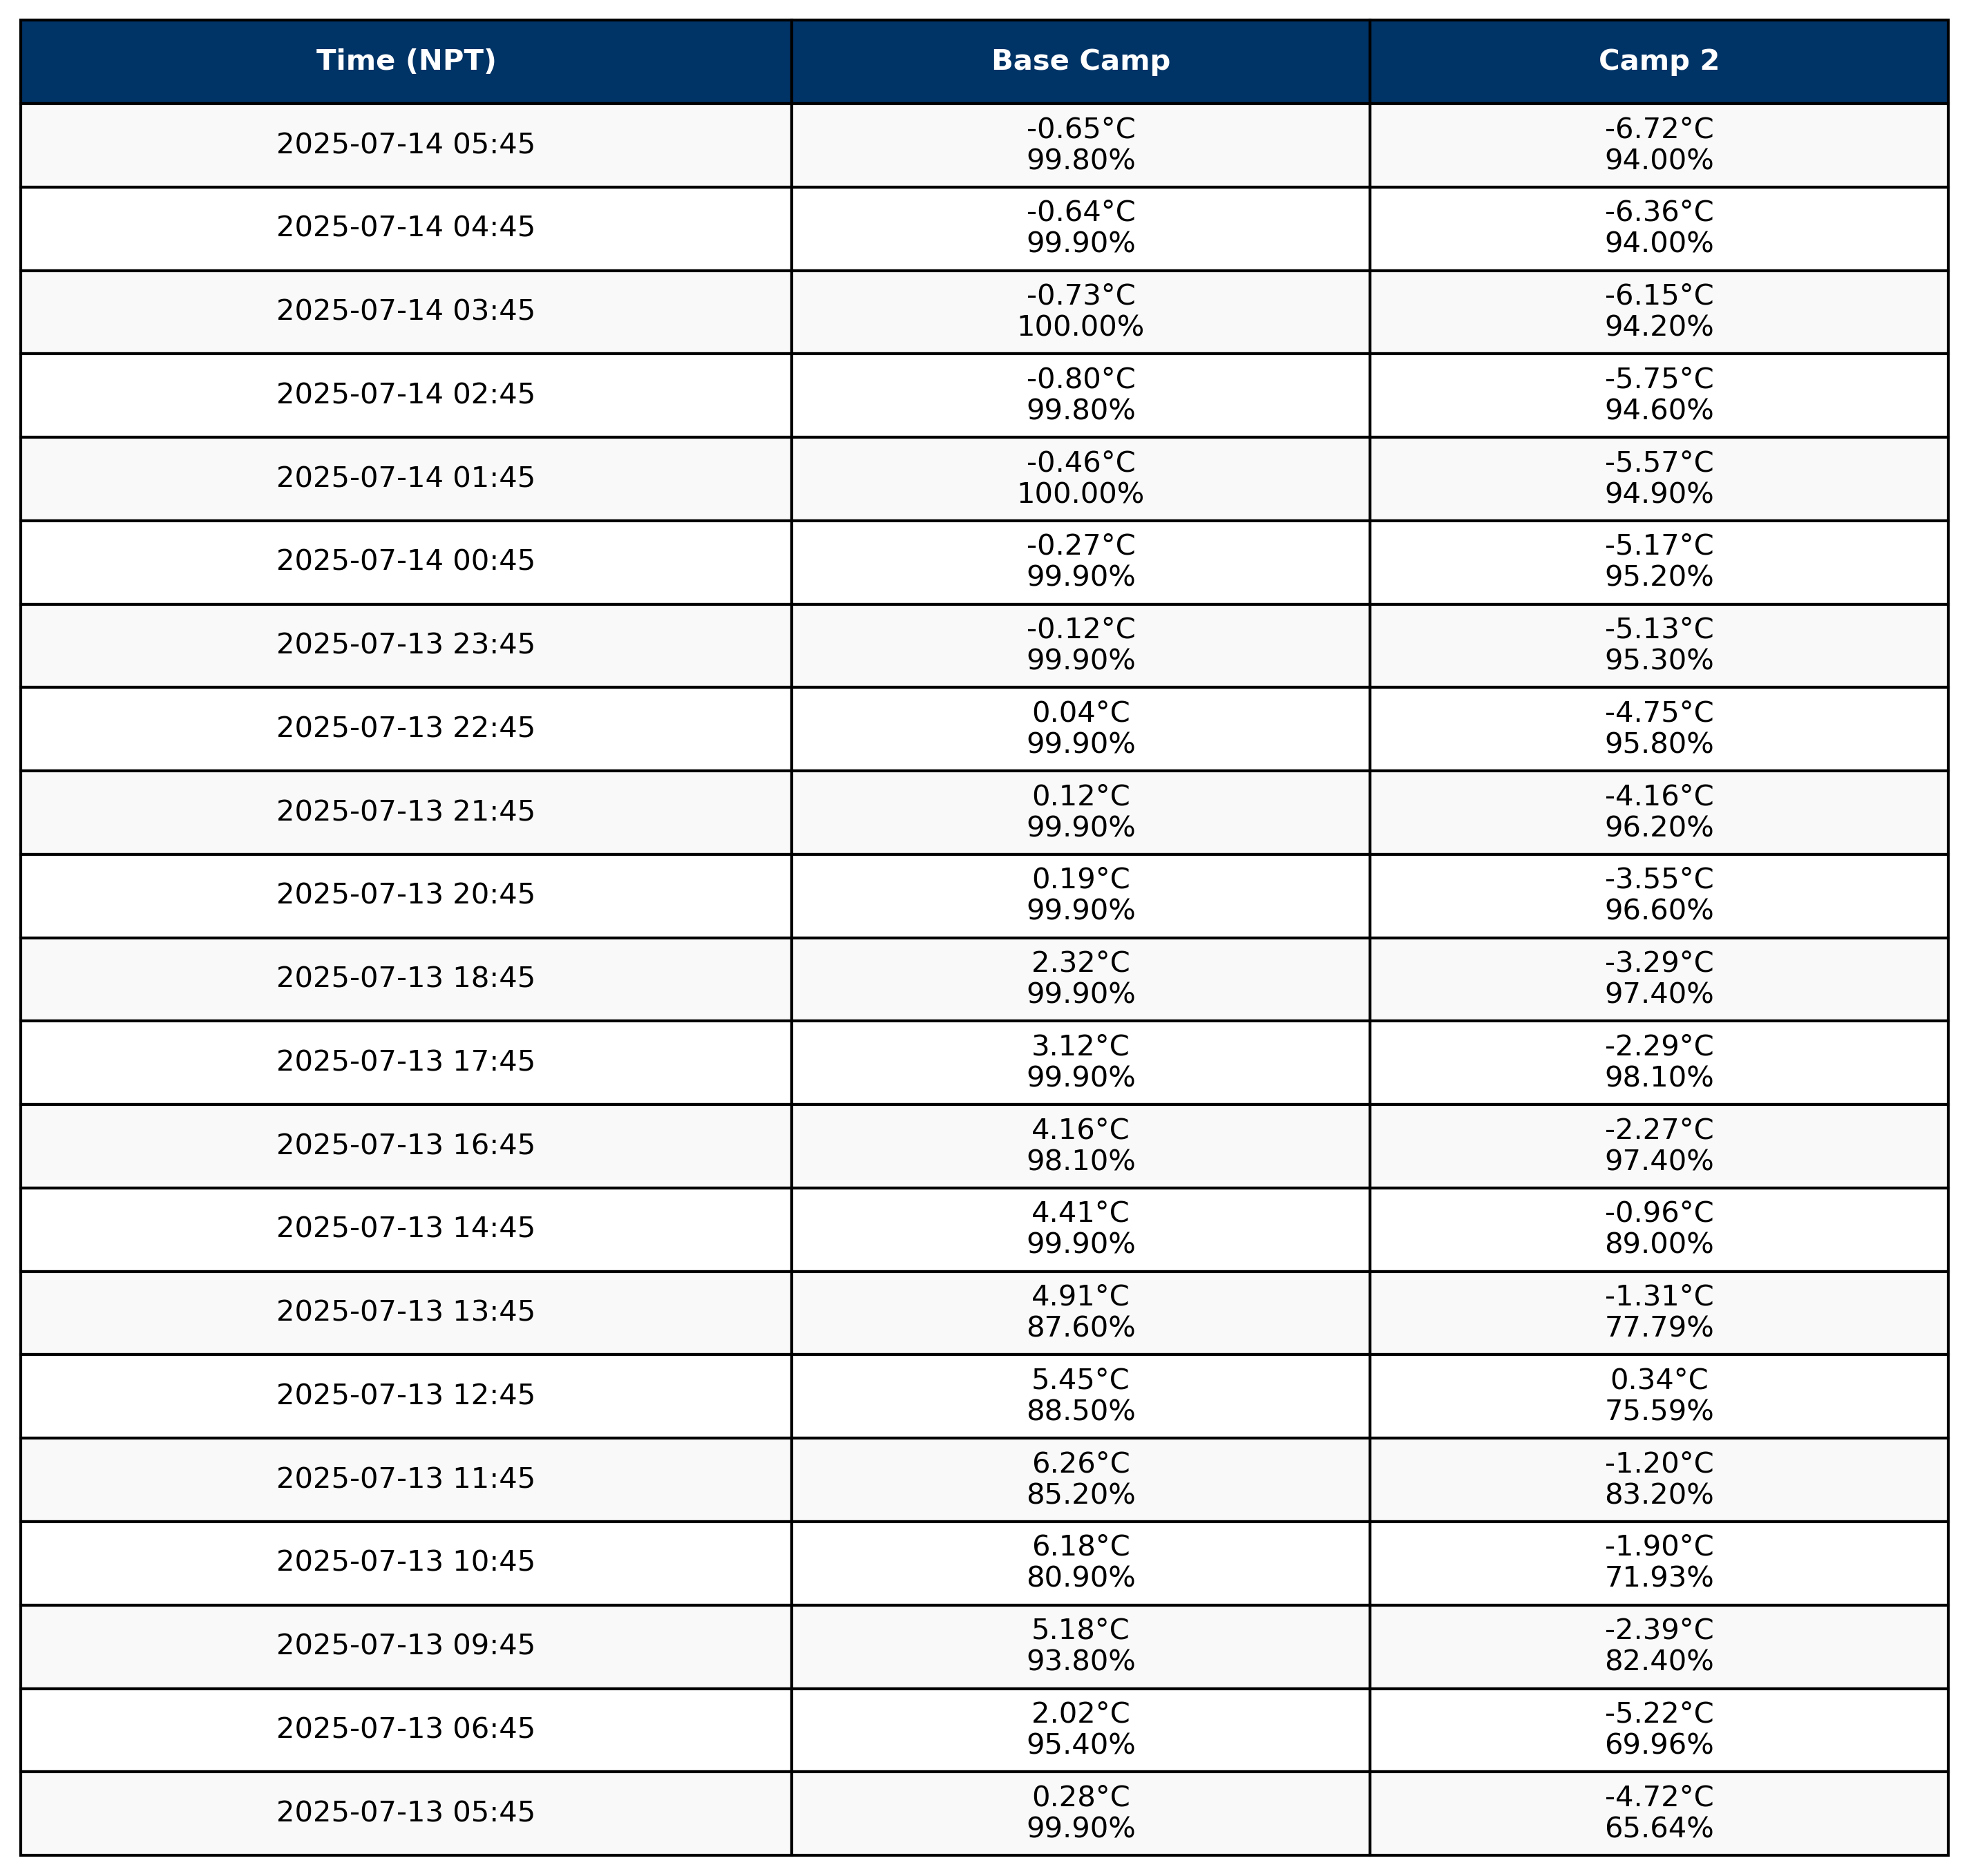 Time (NPT) Base Camp Camp 2
2025-07-14 05:45 -0.65°C -6.72°C
99.80% 94.00%
2025-07-14 04:45 -0.64°C -6.36°C
99.90% 94.00%
2025-07-14 03:45 -0.73°C -6.15°C
100.00% 94.20%
2025-07-14 02:45 -0.80°C -5.75°C
99.80% 94.60%
2025-07-14 01:45 -0.46°C -5.57°C
100.00% 94.90%
2025-07-14 00:45 -0.27°C -5.17°C
99.90% 95.20%
2025-07-13 23:45 -0.12°C -5.13°C
99.90% 95.30%
2025-07-13 22:45 0.04°C -4.75°C
99.90% 95.80%
2025-07-13 21:45 0.12°C -4.16°C
99.90% 96.20%
2025-07-13 20:45 0.19°C -3.55°C
99.90% 96.60%
2025-07-13 18:45 2.32°C -3.29°C
99.90% 97.40%
2025-07-13 17:45 3.12°C -2.29°C
99.90% 98.10%
2025-07-13 16:45 4.16°C -2.27°C
98.10% 97.40%
2025-07-13 14:45 4.41°C -0.96°C
99.90% 89.00%
2025-07-13 13:45 4.91°C -1.31°C
87.60% 77.79%
2025-07-13 12:45 5.45°C 0.34°C
88.50% 75.59%
2025-07-13 11:45 6.26°C -1.20°C
85.20% 83.20%
2025-07-13 10:45 6.18°C -1.90°C
80.90% 71.93%
2025-07-13 09:45 5.18°C -2.39°C
93.80% 82.40%
2025-07-13 06:45 2.02°C -5.22°C
95.40% 69.96%
2025-07-13 05:45 0.28°C -4.72°C
99.90% 65.64%